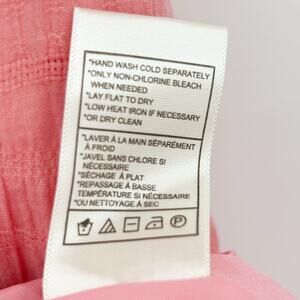 *HAND WASH COLD SEPARATELY
*ONLY NON-CHLORINE BLEACH
WHEN NEEDED
*LAY FLAT TO DRY
*LOW HEAT IRON IF NECESSARY
*OR DRY CLEAN
*LAVER À LA MAIN SÉPARÉMENT
À FROID
*JAVEL SANS CHLORE SI
NÉCESSAIRE
*SÉCHAGE À PLAT
*REPASSAGE À BASSE
TEMPÉRATURE SI NÉCESSAIRE
*OU NETTOYAGE À SEC
P